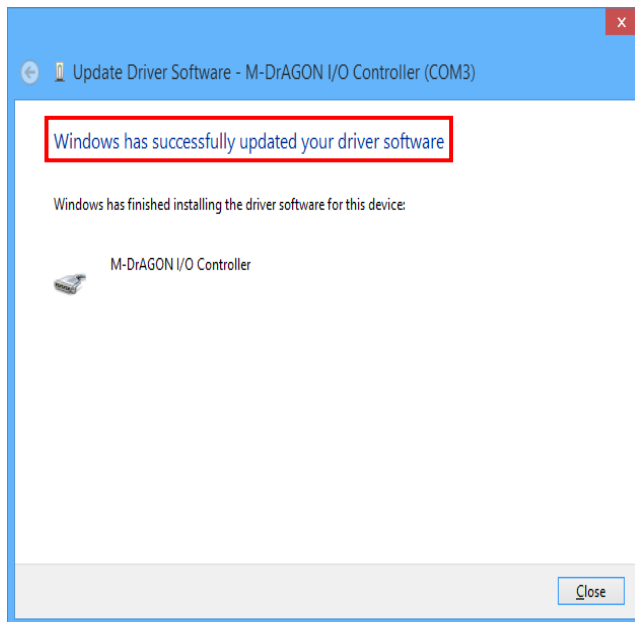 x
Update Driver Software - M-DrAGON I/O Controller (COM3)
Windows has successfully updated your driver software
Windows has finished installing the driver software for this device:
M-DrAGON I/O Controller
Close